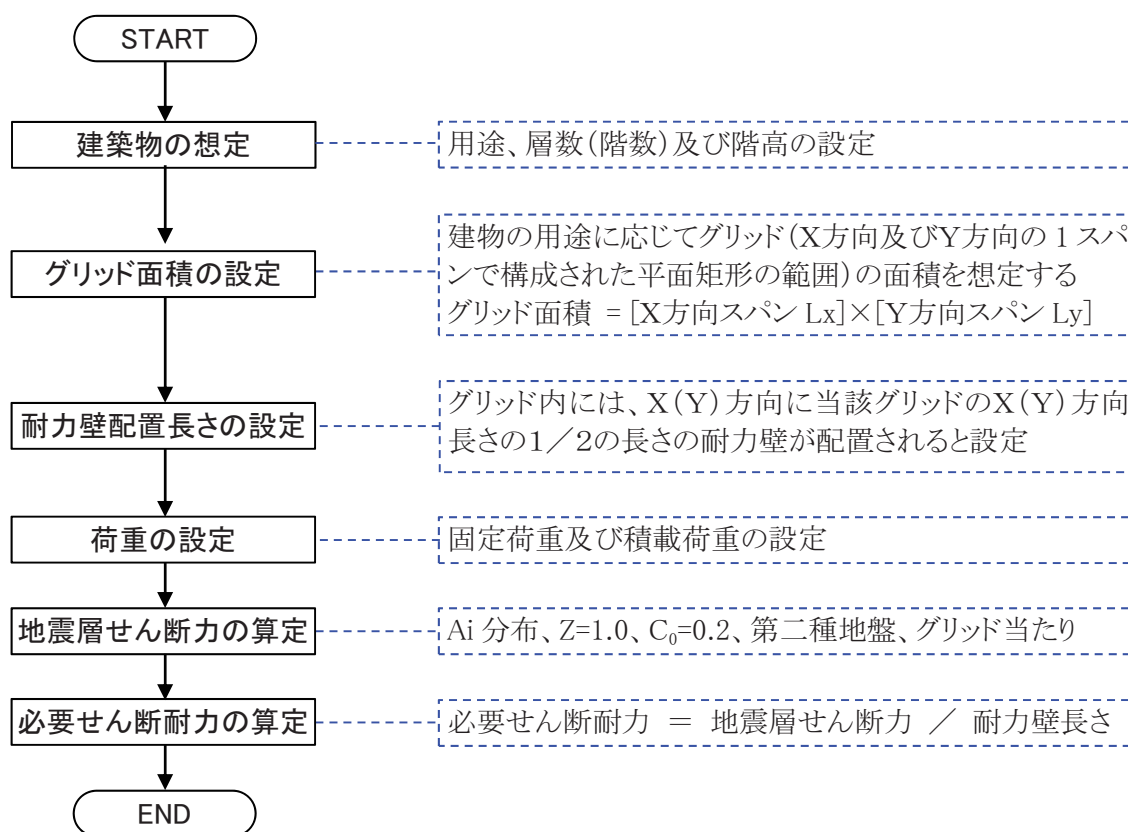 START
建築物の想定
用途、層数(階数)及び階高の設定
グリッド面積の設定
建物の用途に応じてグリッド(X方向及びY方向の1スパ
ンで構成された平面矩形の範囲)の面積を想定する
グリッド面積 =[X方向スパン Lx]×[Y方向スパン Ly]
耐力壁配置長さの設定
グリッド内には、X(Y)方向に当該グリッドのX(Y)方向
長さの1/2の長さの耐力壁が配置されると設定
荷重の設定
固定荷重及び積載荷重の設定
地震層せん断力の算定
Ai 分布、Z=1.0、C₀=0.2、第二種地盤、グリッド当たり
必要せん断耐力の算定
必要せん断耐力 = 地震層せん断力 / 耐力壁長さ
END